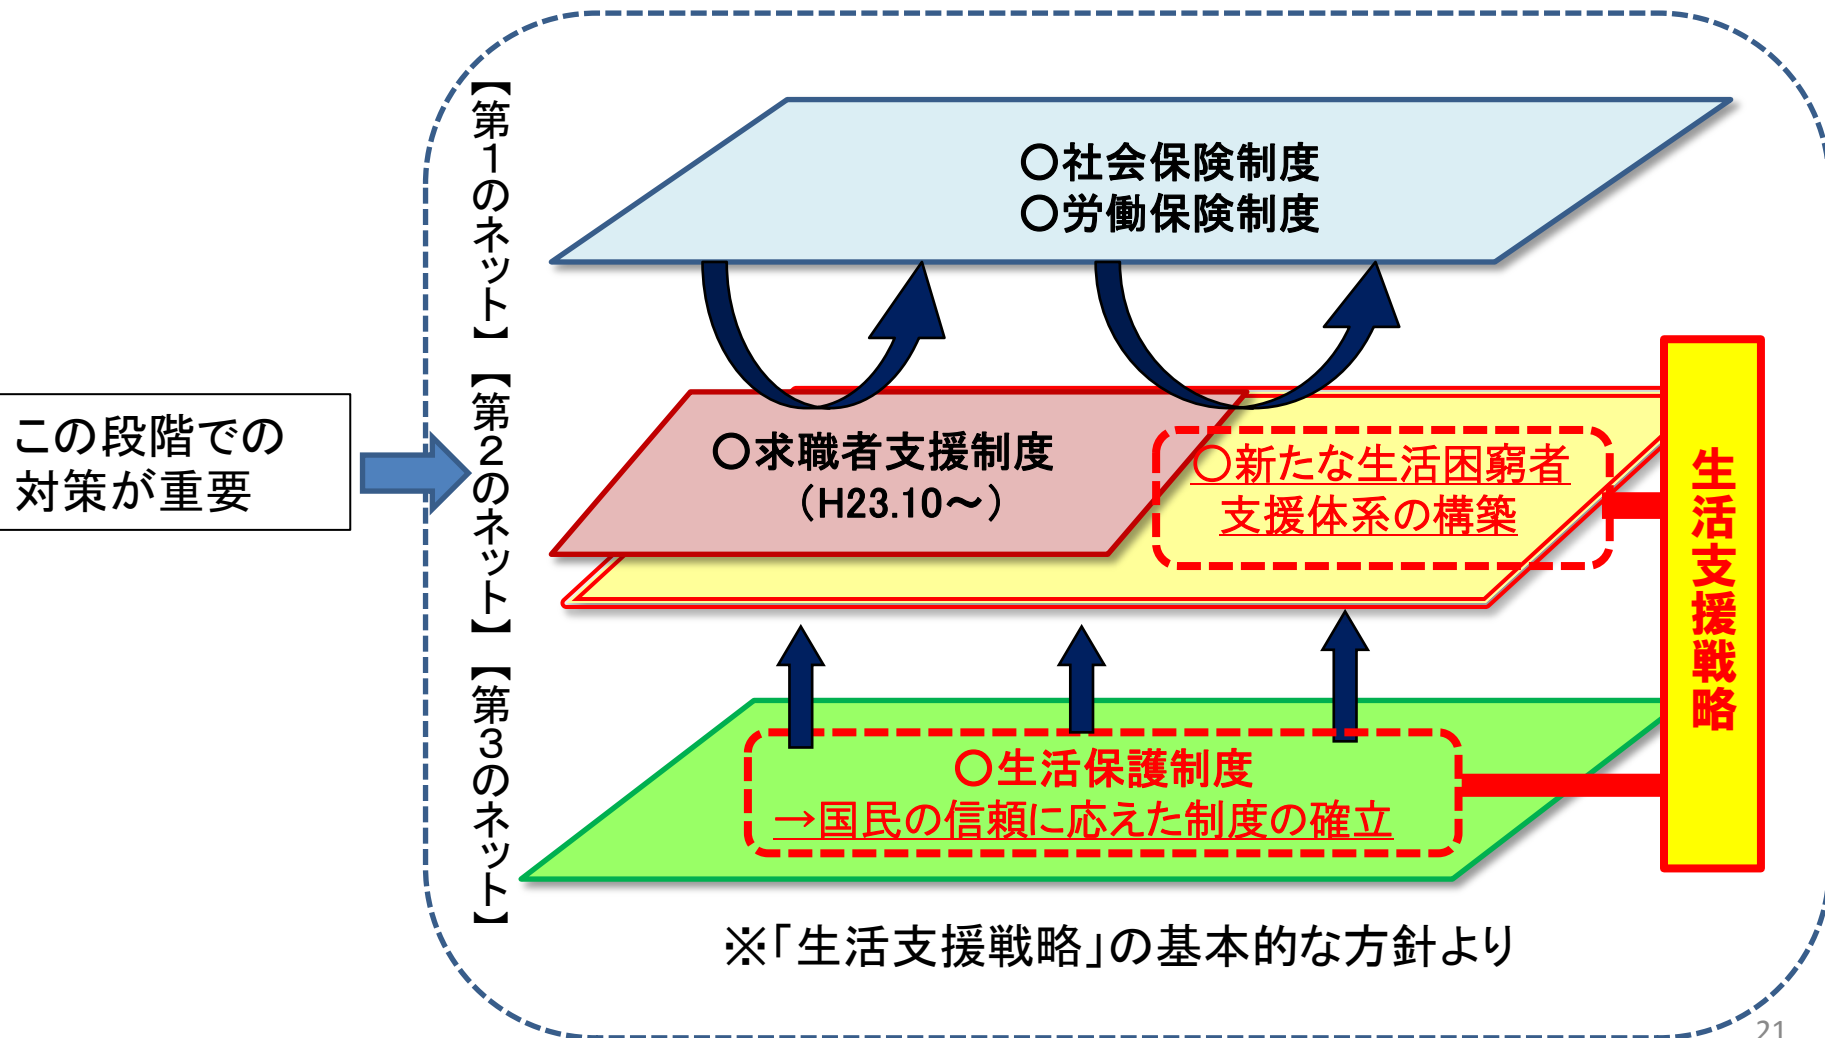 【第１のネット】
○社会保険制度
○労働保険制度
この段階での
対策が重要
【第２のネット】
○求職者支援制度
（H23.10～）
○新たな生活困窮者
支援体系の構築
生活支援戦略
【第３のネット】
○生活保護制度
→国民の信頼に応えた制度の確立
※「生活支援戦略」の基本的な方針より
21